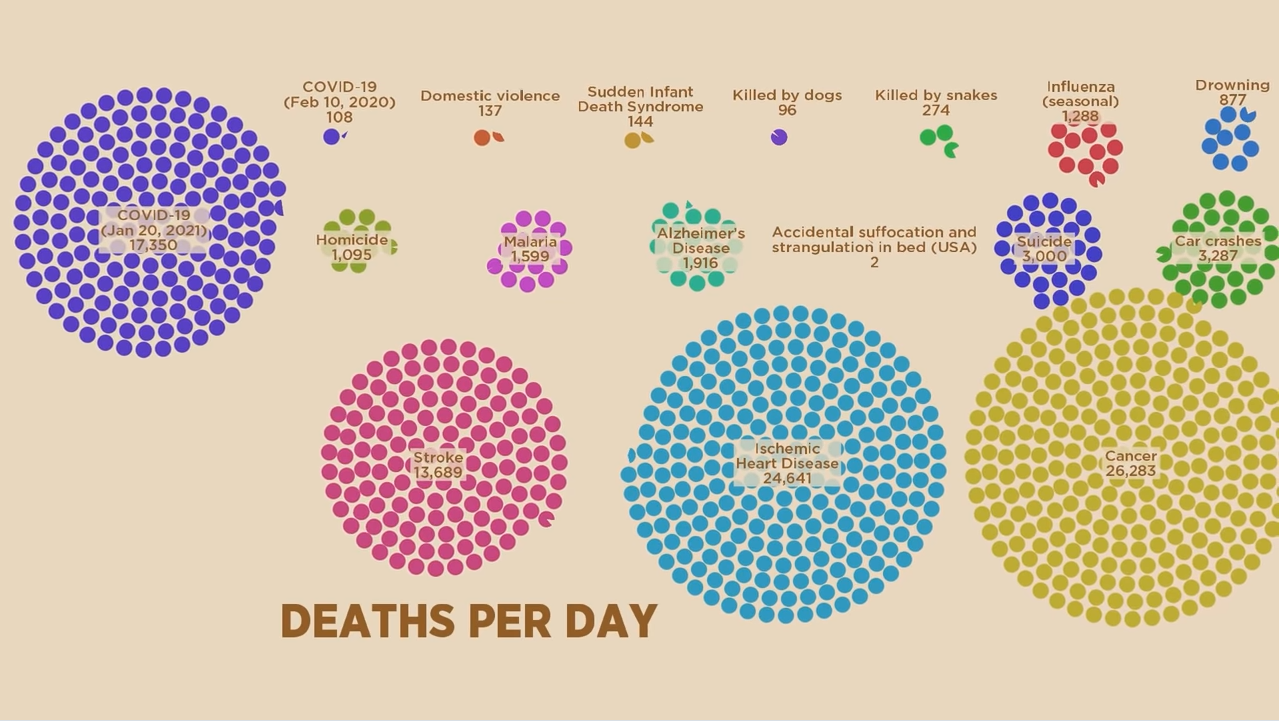 COVID-19
(Feb 10, 2020)
108
Domestic violence
137
Sudden Infant
Death Syndrome
144
Killed by dogs
96
Killed by snakes
274
Influenza
(seasonal)
1,288
Drowning
877
COVID-19
(Jan 20, 2021)
17,350
Homicide
1,095
Malaria
1,599
Alzheimer's
Disease
1,916
Accidental suffocation and
strangulation in bed (USA)
2
Suicide
3,000
Car crashes
3,287
Stroke
13,689
Ischemic
Heart Disease
24,641
Cancer
26,283
DEATHS PER DAY